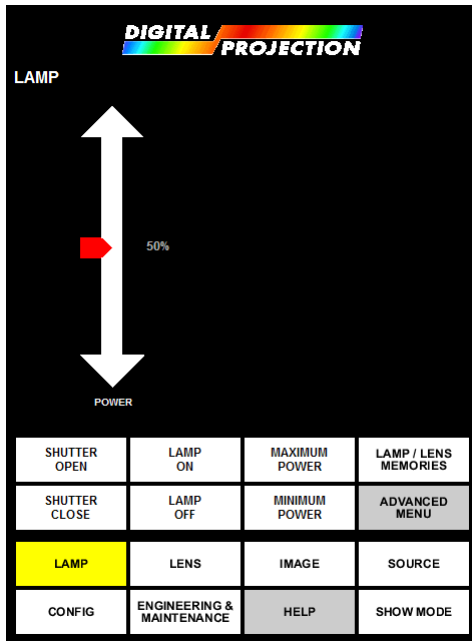 DIGITAL
PROJECTION
LAMP
50%
POWER
SHUTTER
OPEN
LAMP
ON
MAXIMUM
POWER
LAMP / LENS
MEMORIES
SHUTTER
CLOSE
LAMP
OFF
MINIMUM
POWER
ADVANCED
MENU
LAMP
LENS
IMAGE
SOURCE
CONFIG
ENGINEERING &
MAINTENANCE
HELP
SHOW MODE